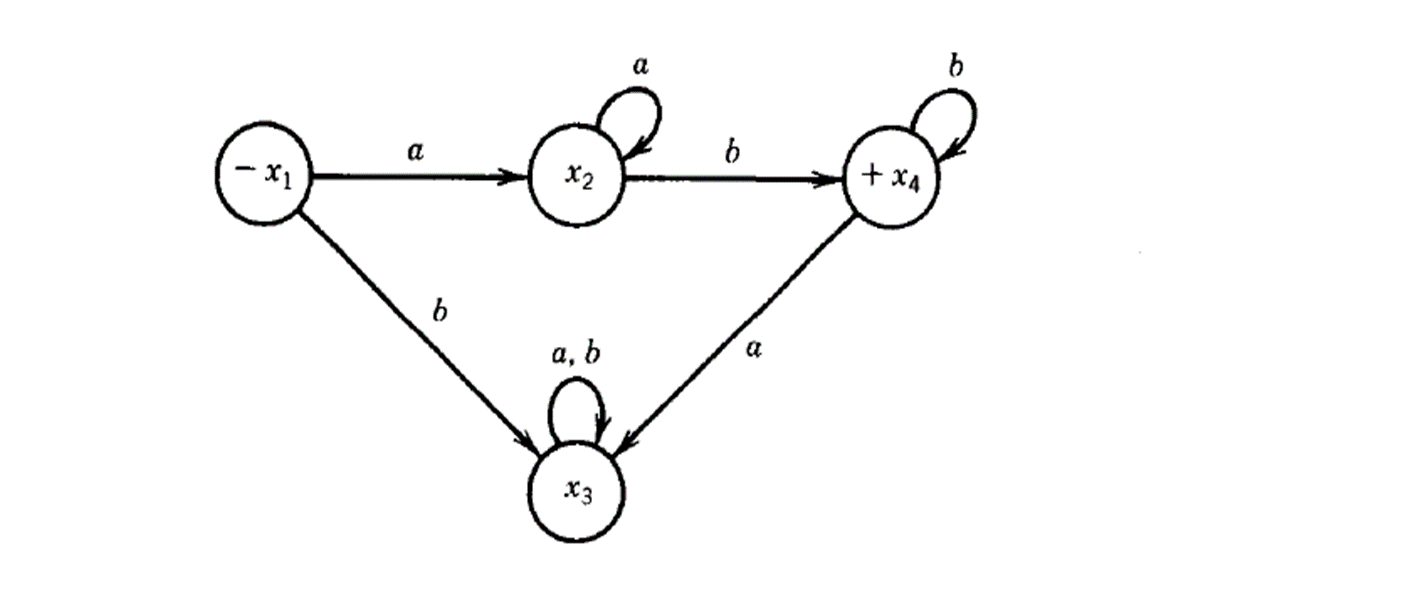 a b
a b
− x₁ x₂ + x₄
b a
a, b
x₃